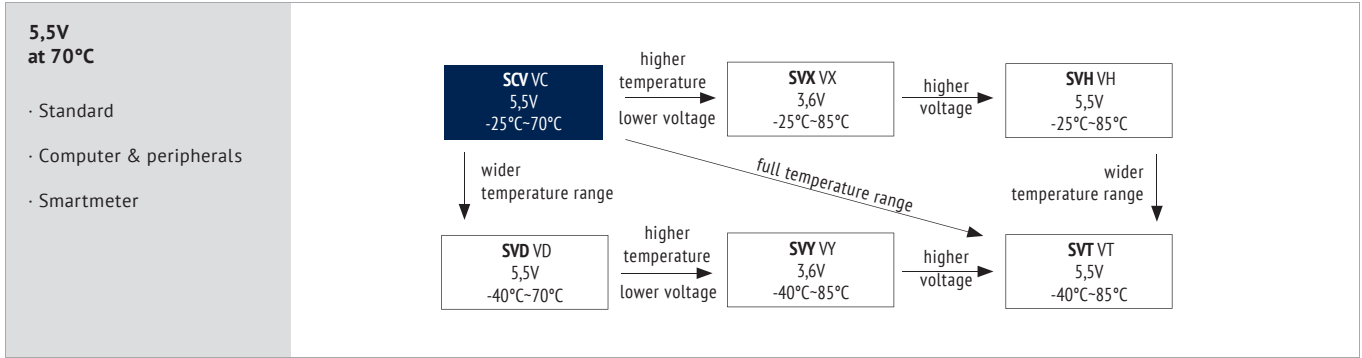 5,5V
at 70°C
· Standard
· Computer & peripherals
· Smartmeter
SCV VC
5,5V
-25°C~70°C
higher
temperature
lower voltage
SVX VX
3,6V
-25°C~85°C
higher
voltage
SVH VH
5,5V
-25°C~85°C
wider
temperature range
full temperature range
wider
temperature range
SVD VD
5,5V
-40°C~70°C
higher
temperature
lower voltage
SVY VY
3,6V
-40°C~85°C
higher
voltage
SVT VT
5,5V
-40°C~85°C